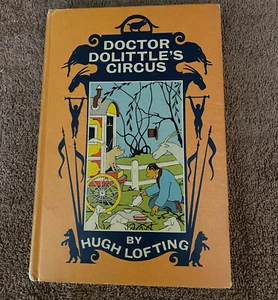 DOCTOR
DOLITTLE'S
CIRCUS
BY
HUGH LOFTING